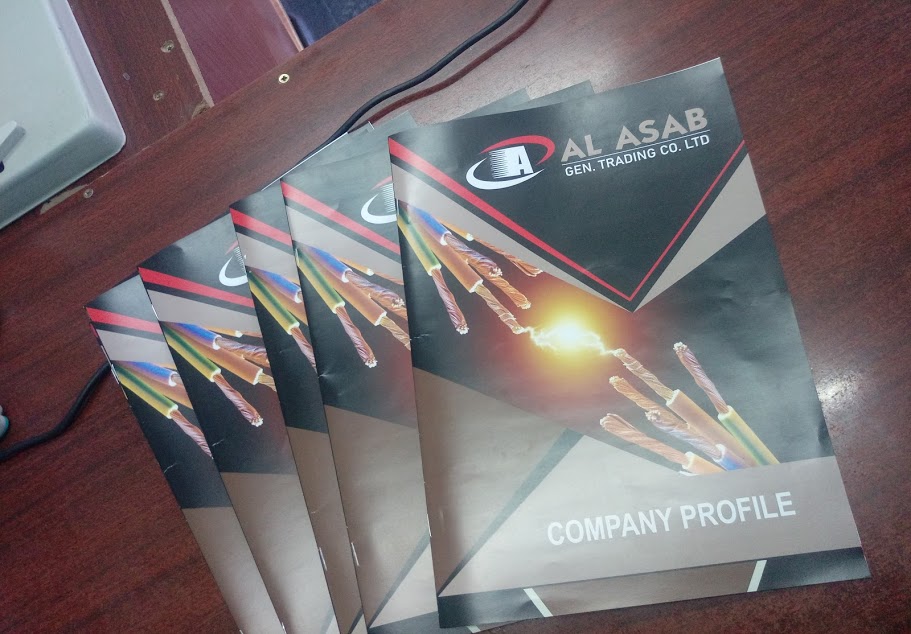 A
AL ASAB
GEN. TRADING CO. LTD
COMPANY PROFILE